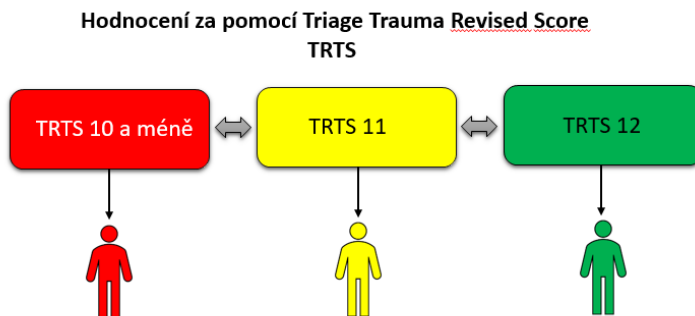 Hodnocení za pomocí Triage Trauma Revised Score
TRTS
TRTS 10 a méně
TRTS 11
TRTS 12